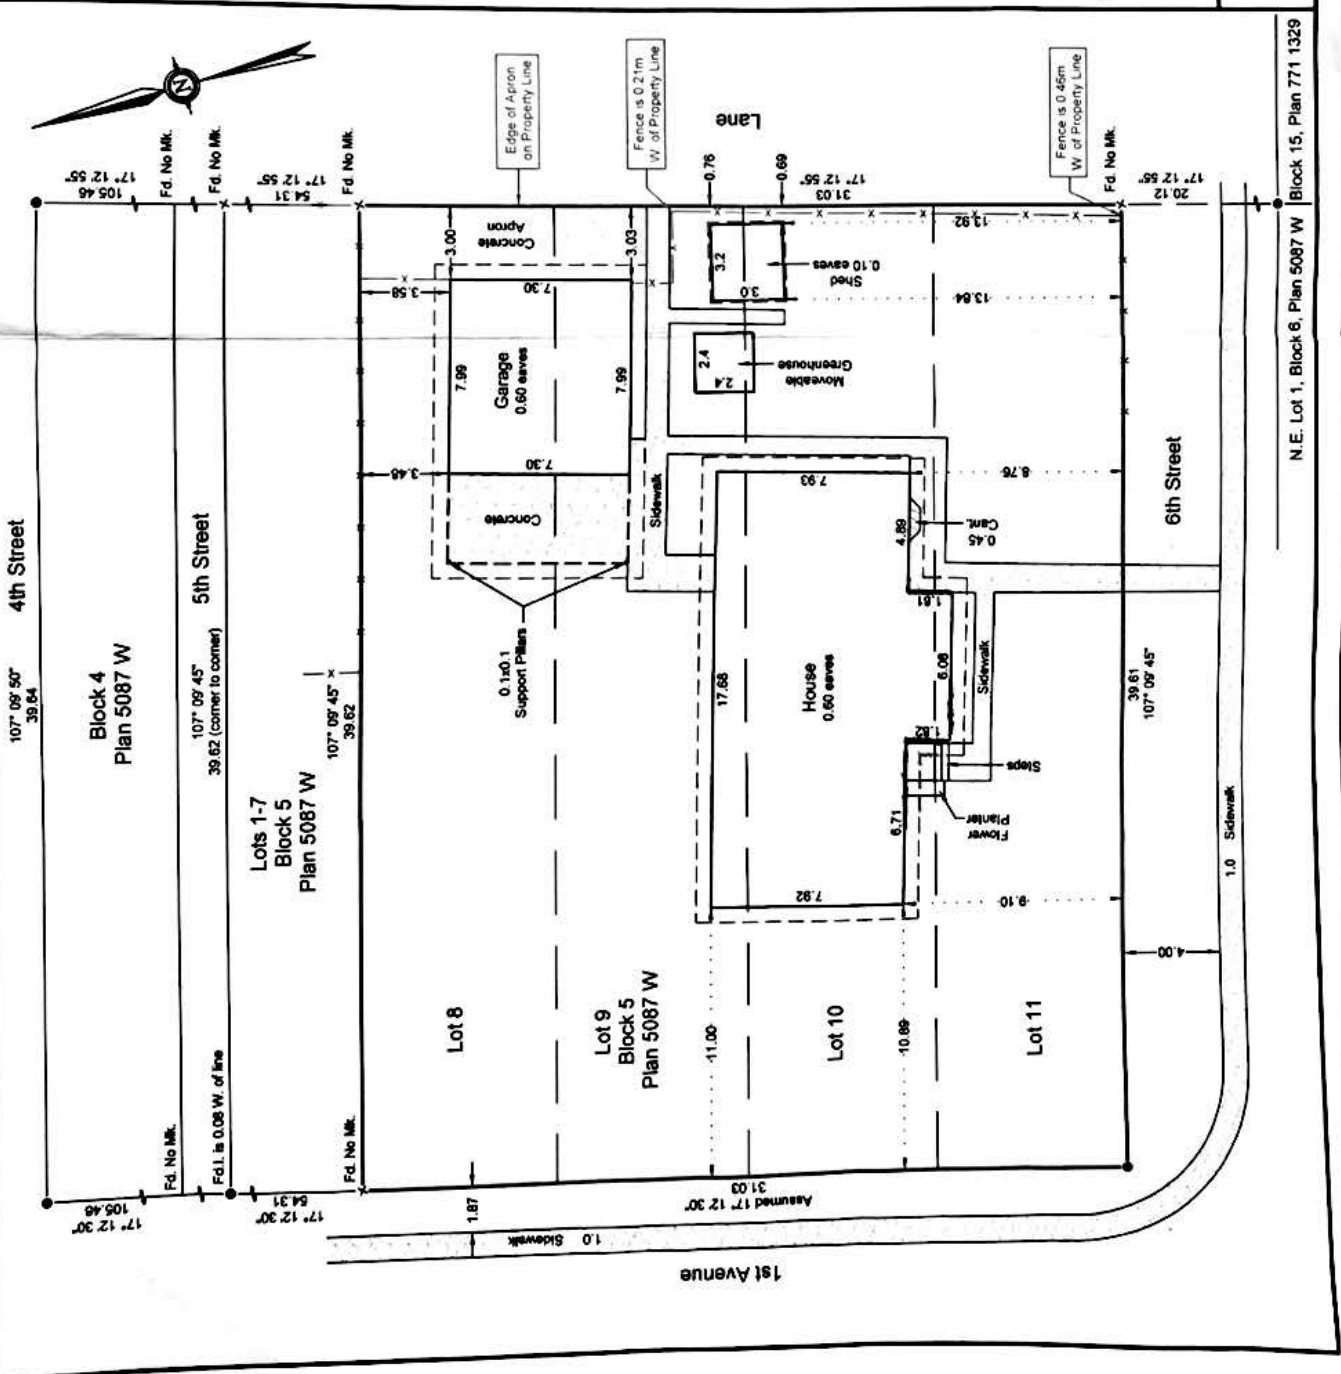 N
4th Street
107° 09' 50"
39.64
Block 4
Plan 5087 W
105.46
17° 12' 55"
Fd. No Mk.
Fd. No Mk.
5th Street
107° 09' 45"
39.62 (corner to corner)
54.31
17° 12' 55"
Fd. No Mk.
Lots 1-7
Block 5
Plan 5087 W
107° 09' 45"
39.62
Fd. No Mk.
Fd.I. is 0.08 W. of line
Fd. No Mk.
17° 12' 30"
105.46
17° 12' 30"
54.31
Edge of Apron
on Property Line
Fence is 0.21m
W. of Property Line
Lane
Fence is 0.46m
W. of Property Line
Fd. No Mk.
0.76
0.69
17° 12' 55"
31.03
17° 12' 55"
20.12
Concrete
Apron
3.00
3.03
3.58
7.30
7.99
Garage
0.60 eaves
7.99
7.30
3.48
Concrete
0.1x0.1
Support Pillars
Sidewalk
3.2
3.0
Shed
0.10 eaves
13.92
13.84
2.4
2.4
Moveable
Greenhouse
7.93
8.76
4.89
Cant.
0.45
1.61
17.68
House
0.60 eaves
6.08
Sidewalk
1.83
Steps
Flower
Planter
6.71
7.92
9.10
6th Street
39.61
107° 09' 45"
1.0 Sidewalk
4.00
Lot 8
Lot 9
Block 5
Plan 5087 W
11.00
Lot 10
10.89
Lot 11
1.87
31.03
Assumed 17° 12' 30"
1.0 Sidewalk
1st Avenue
N.E. Lot 1, Block 6, Plan 5087 W
Block 15, Plan 771 1329